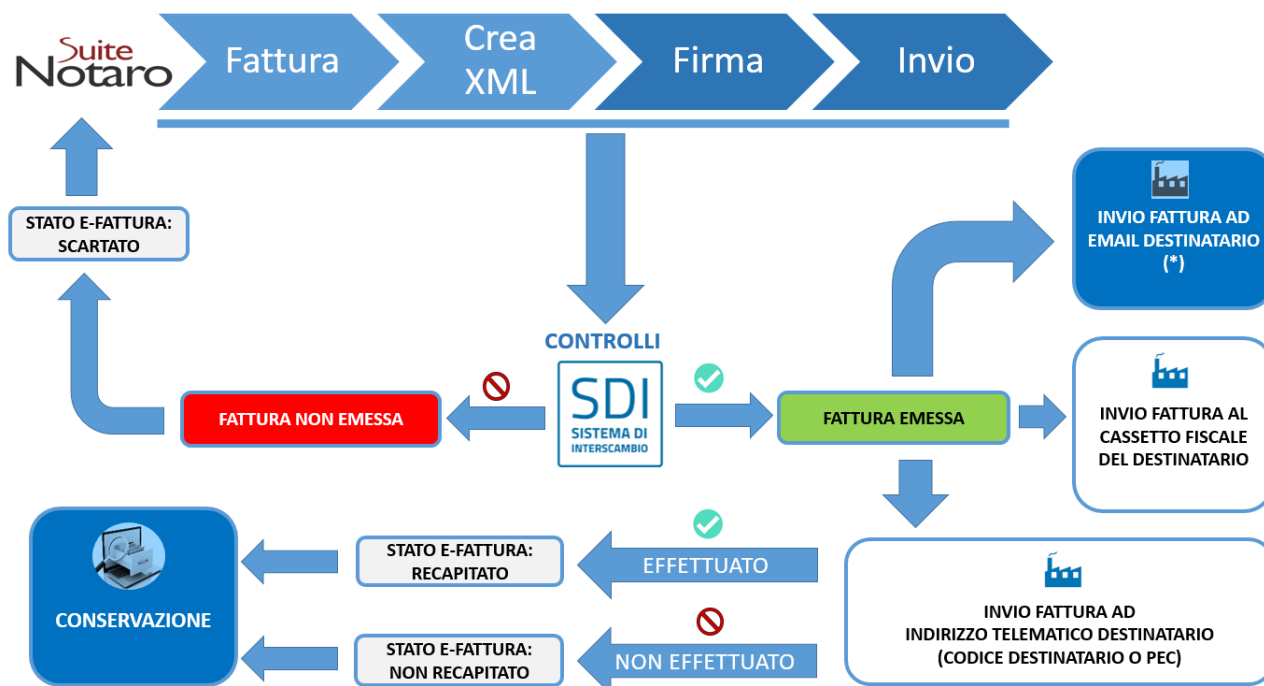 Suite
Notaro
Fattura
Crea
XML
Firma
Invio
STATO E-FATTURA:
SCARTATO
INVIO FATTURA AD
EMAIL DESTINATARIO
(*)
CONTROLLI
SDI
SISTEMA DI
INTERSCAMBIO
FATTURA NON EMESSA
FATTURA EMESSA
INVIO FATTURA AL
CASSETTO FISCALE
DEL DESTINATARIO
CONSERVAZIONE
STATO E-FATTURA:
RECAPITATO
EFFETTUATO
STATO E-FATTURA:
NON RECAPITATO
NON EFFETTUATO
INVIO FATTURA AD
INDIRIZZO TELEMATICO DESTINATARIO
(CODICE DESTINATARIO O PEC)